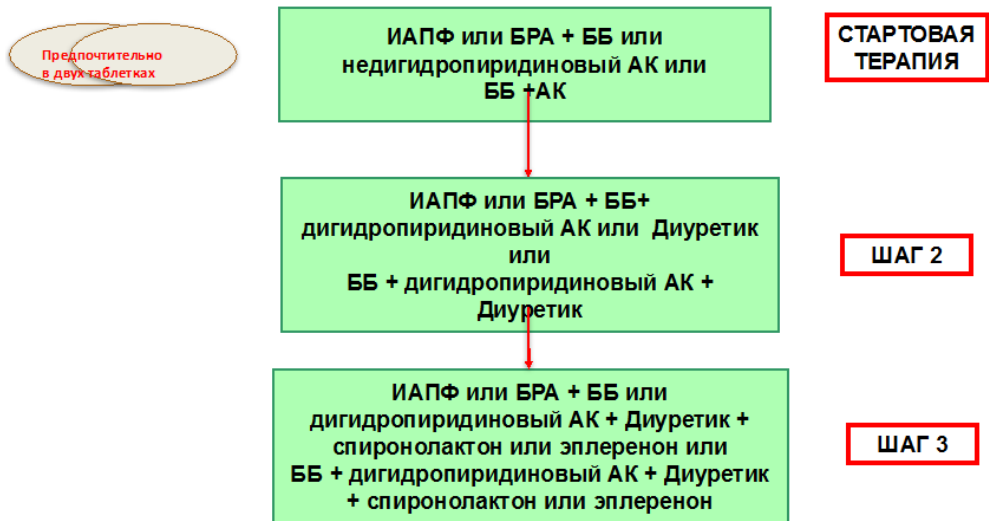 Предпочтительно
в двух таблетках
ИАПФ или БРА + ББ или
недигидропиридиновый АК или
ББ +АК
СТАРТОВАЯ
ТЕРАПИЯ
ИАПФ или БРА + ББ+
дигидропиридиновый АК или Диуретик
или
ББ + дигидропиридиновый АК +
Диуретик
ШАГ 2
ИАПФ или БРА + ББ или
дигидропиридиновый АК + Диуретик +
спиронолактон или эплеренон или
ББ + дигидропиридиновый АК + Диуретик
+ спиронолактон или эплеренон
ШАГ 3